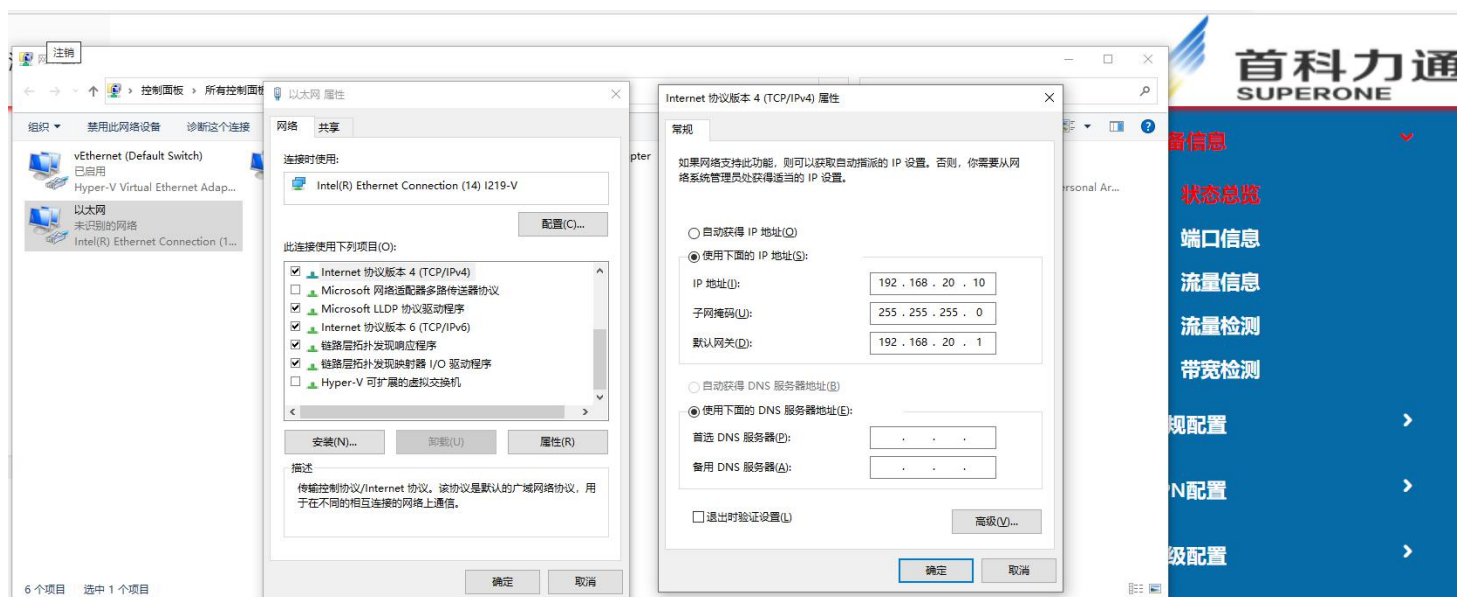 注销
控制面板 › 所有控制面板
组织 禁用此网络设备 诊断这个连接
vEthernet (Default Switch)
已启用
Hyper-V Virtual Ethernet Adap...
以太网
未识别的网络
Intel(R) Ethernet Connection (1...
6 个项目 选中 1 个项目
以太网 属性
网络 共享
连接时使用:
Intel(R) Ethernet Connection (14) I219-V
配置(C)...
此连接使用下列项目(O):
Internet 协议版本 4 (TCP/IPv4)
Microsoft 网络适配器多路传送器协议
Microsoft LLDP 协议驱动程序
Internet 协议版本 6 (TCP/IPv6)
链路层拓扑发现响应程序
链路层拓扑发现映射器 I/O 驱动程序
Hyper-V 可扩展的虚拟交换机
安装(N)... 卸载(U) 属性(R)
描述
传输控制协议/Internet 协议。该协议是默认的广域网络协议，用
于在不同的相互连接的网络上通信。
确定 取消
pter
Internet 协议版本 4 (TCP/IPv4) 属性
常规
如果网络支持此功能，则可以获取自动指派的 IP 设置。否则，你需要从网
络系统管理员处获得适当的 IP 设置。
自动获得 IP 地址(O)
使用下面的 IP 地址(S):
IP 地址(I): 192 . 168 . 20 . 10
子网掩码(U): 255 . 255 . 255 . 0
默认网关(D): 192 . 168 . 20 . 1
自动获得 DNS 服务器地址(B)
使用下面的 DNS 服务器地址(E):
首选 DNS 服务器(P): . . .
备用 DNS 服务器(A): . . .
退出时验证设置(L)
高级(V)...
确定 取消
ersonal Ar...
首科力通
SUPERONE
备信息
状态总览
端口信息
流量信息
流量检测
带宽检测
规配置
PN配置
级配置